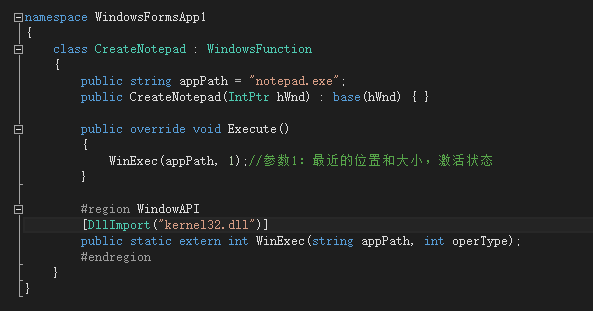 namespace WindowsFormsApp1
{
    class CreateNotepad : WindowsFunction
    {
        public string appPath = "notepad.exe";
        public CreateNotepad(IntPtr hWnd) : base(hWnd) { }

        public override void Execute()
        {
            WinExec(appPath, 1);//参数1: 最近的位置和大小，激活状态
        }

        #region WindowAPI
        [DllImport("kernel32.dll")]
        public static extern int WinExec(string appPath, int operType);
        #endregion
    }
}